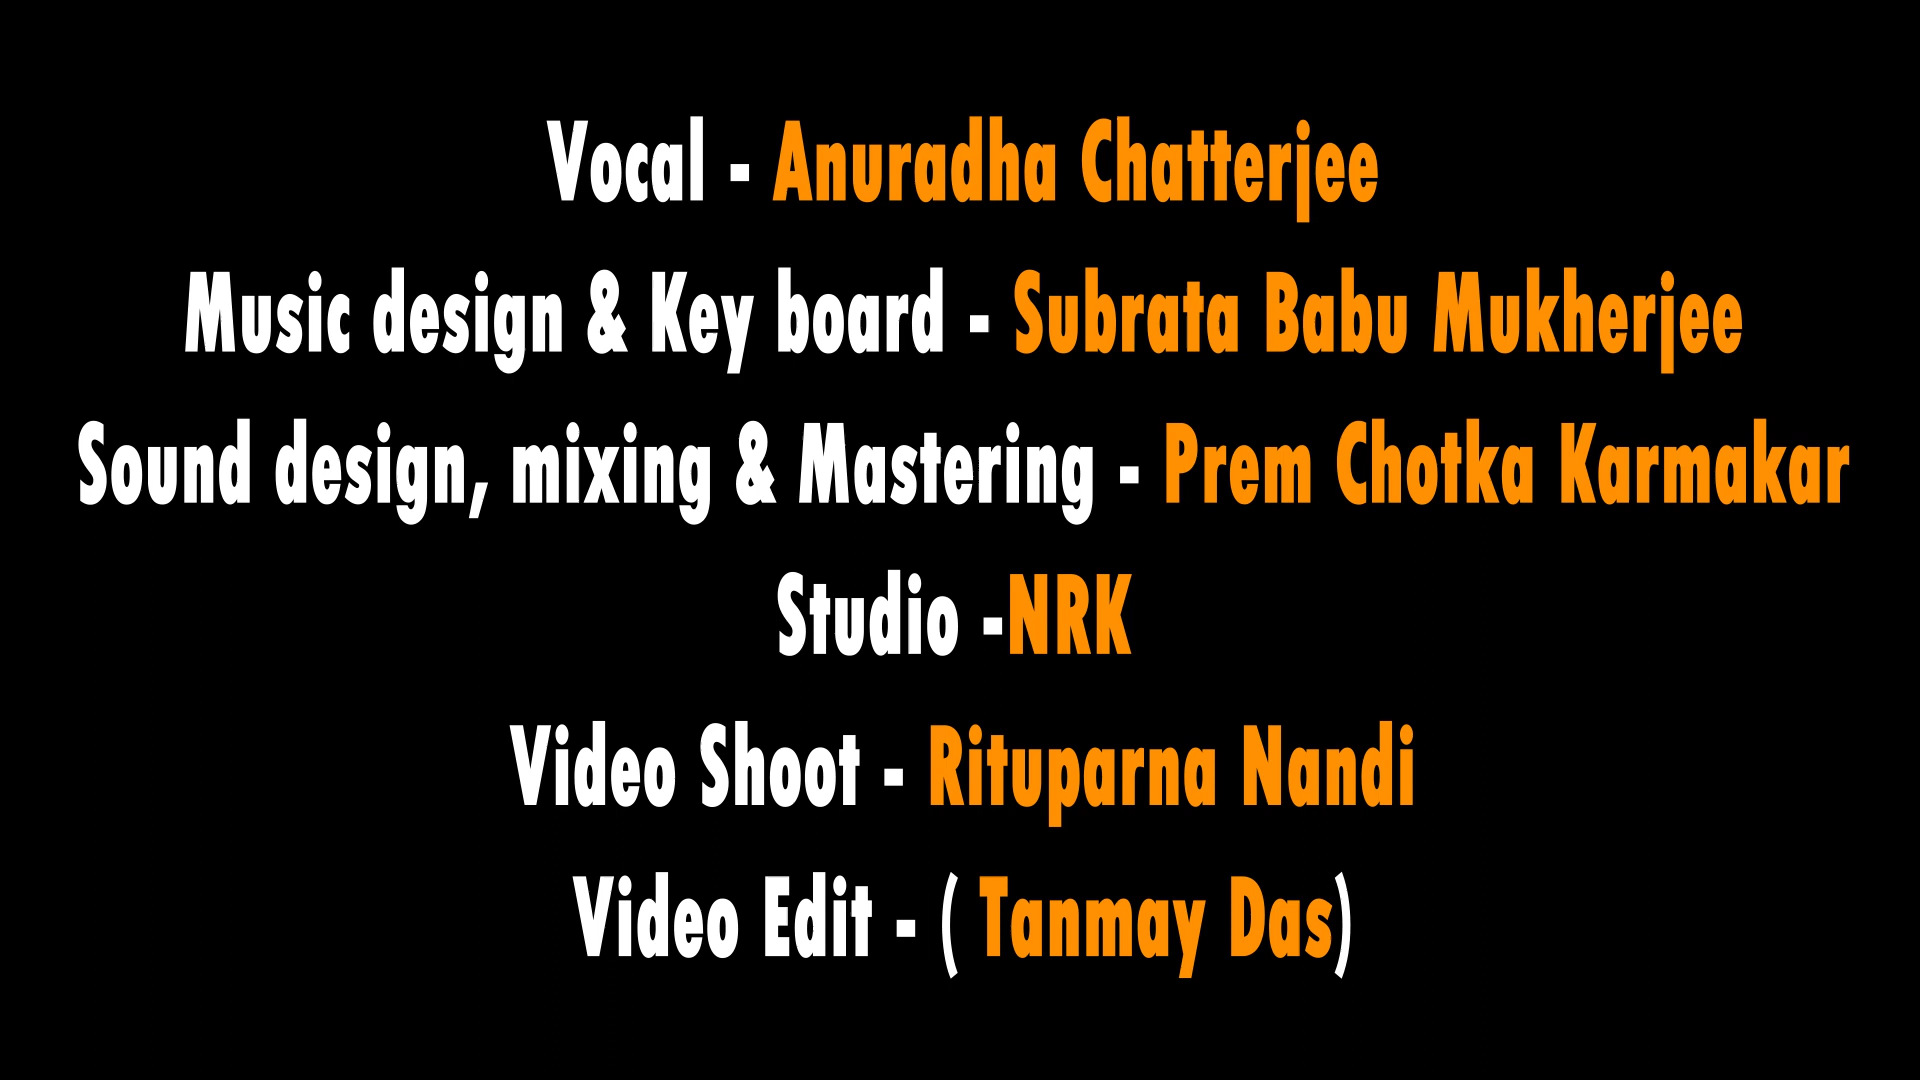 Vocal - Anuradha Chatterjee
Music design & Key board - Subrata Babu Mukherjee
Sound design, mixing & Mastering - Prem Chotka Karmakar
Studio -NRK
Video Shoot - Rituparna Nandi
Video Edit - ( Tanmay Das)